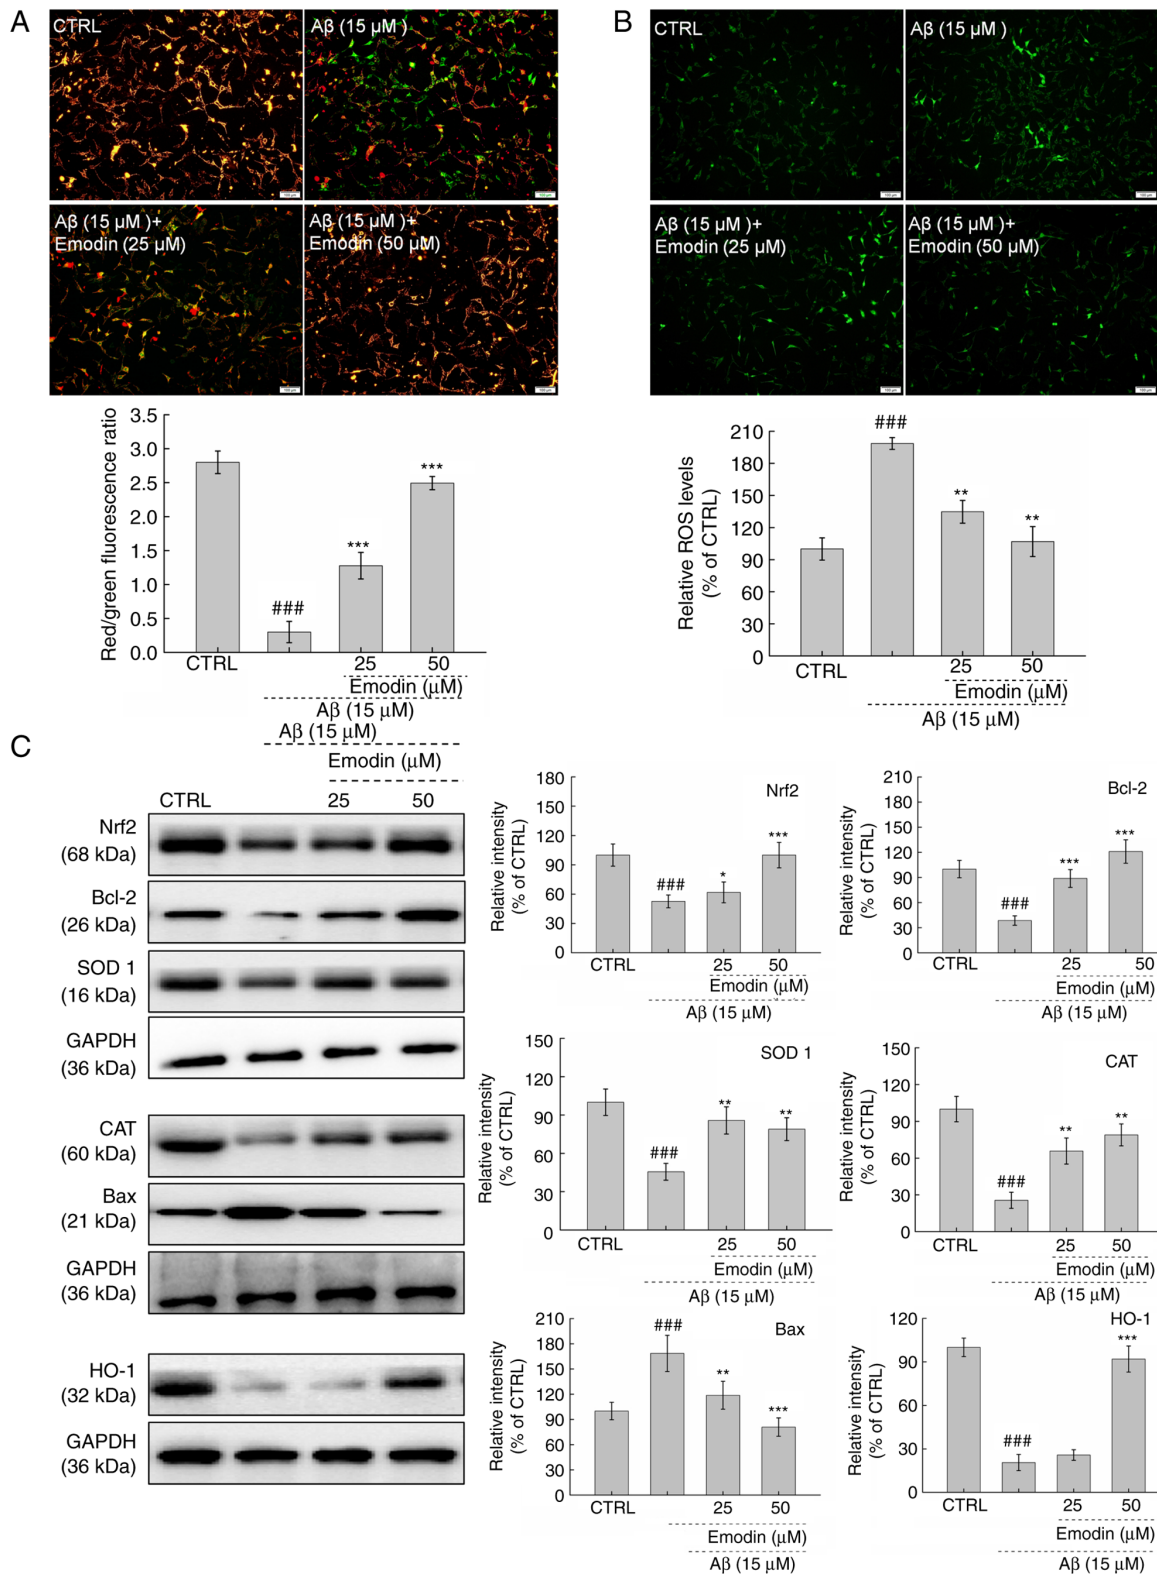 A
CTRL
Aβ (15 µM )
Aβ (15 µM )+
Emodin (25 µM)
Aβ (15 µM )+
Emodin (50 µM)
Red/green fluorescence ratio
3.5
3.0
2.5
2.0
1.5
1.0
0.5
0.0
###
***
***
CTRL
25
50
Emodin (µM)
Aβ (15 µM)
B
CTRL
Aβ (15 µM )
Aβ (15 µM )+
Emodin (25 µM)
Aβ (15 µM )+
Emodin (50 µM)
Relative ROS levels
(% of CTRL)
210
180
150
120
90
60
30
0
###
**
**
CTRL
25
50
Emodin (µM)
Aβ (15 µM)
C
Aβ (15 µM)
Emodin (µM)
CTRL
25
50
Nrf2
(68 kDa)
Bcl-2
(26 kDa)
SOD 1
(16 kDa)
GAPDH
(36 kDa)
CAT
(60 kDa)
Bax
(21 kDa)
GAPDH
(36 kDa)
HO-1
(32 kDa)
GAPDH
(36 kDa)
Nrf2
Relative intensity
(% of CTRL)
180
150
120
90
60
30
0
###
*
***
CTRL
25
50
Emodin (µM)
Aβ (15 µM)
Bcl-2
Relative intensity
(% of CTRL)
210
180
150
120
90
60
30
0
###
***
***
CTRL
25
50
Emodin (µM)
Aβ (15 µM)
SOD 1
Relative intensity
(% of CTRL)
150
120
90
60
30
0
###
**
**
CTRL
25
50
Emodin (µM)
Aβ (15 µM)
CAT
Relative intensity
(% of CTRL)
150
120
90
60
30
0
###
**
**
CTRL
25
50
Emodin (µM)
Aβ (15 µM)
Bax
Relative intensity
(% of CTRL)
210
180
150
120
90
60
30
0
###
**
***
CTRL
25
50
Emodin (µM)
Aβ (15 µM)
HO-1
Relative intensity
(% of CTRL)
120
90
60
30
0
###
***
CTRL
25
50
Emodin (µM)
Aβ (15 µM)